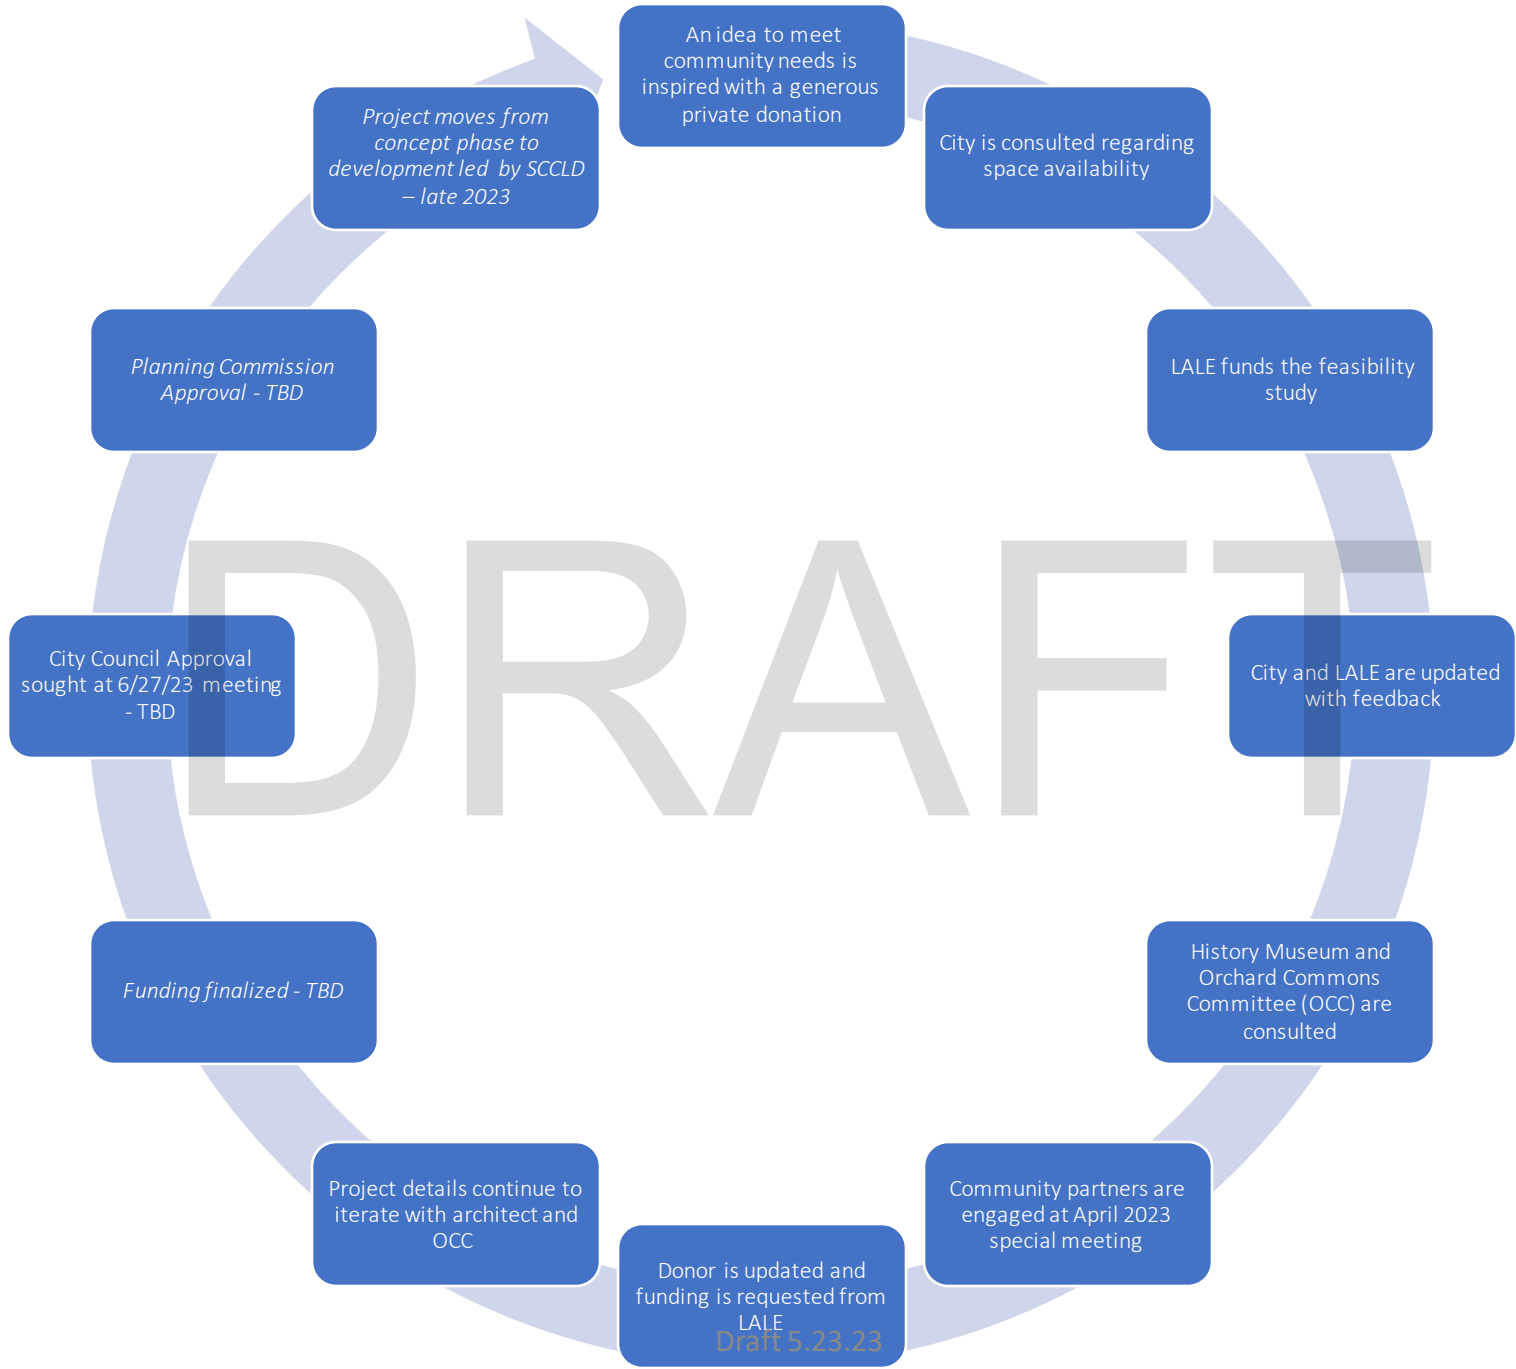 An idea to meet
community needs is
inspired with a generous
private donation
City is consulted regarding
space availability
LALE funds the feasibility
study
City and LALE are updated
with feedback
History Museum and
Orchard Commons
Committee (OCC) are
consulted
Community partners are
engaged at April 2023
special meeting
Donor is updated and
funding is requested from
LALE
Project details continue to
iterate with architect and
OCC
Funding finalized - TBD
City Council Approval
sought at 6/27/23 meeting
- TBD
Planning Commission
Approval - TBD
Project moves from
concept phase to
development led by SCCLD
– late 2023
DRAFT
Draft 5.23.23